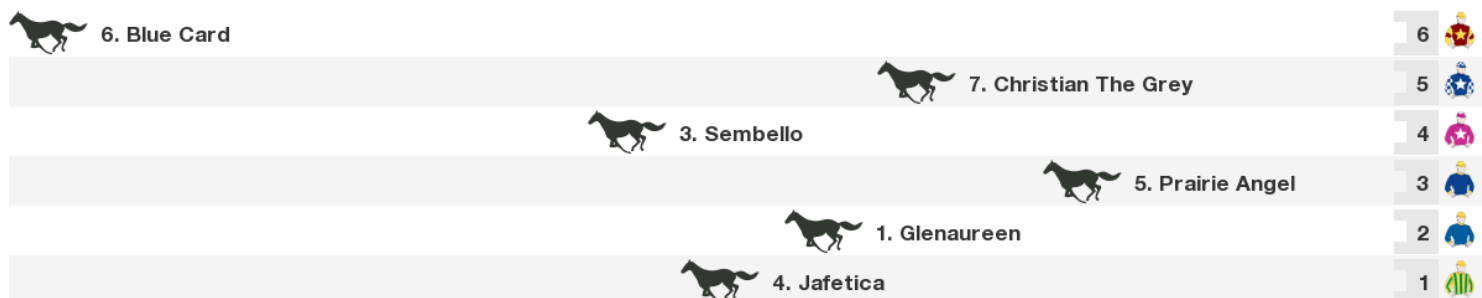 6. Blue Card 6
7. Christian The Grey 5
3. Sembello 4
5. Prairie Angel 3
1. Glenaureen 2
4. Jafetica 1